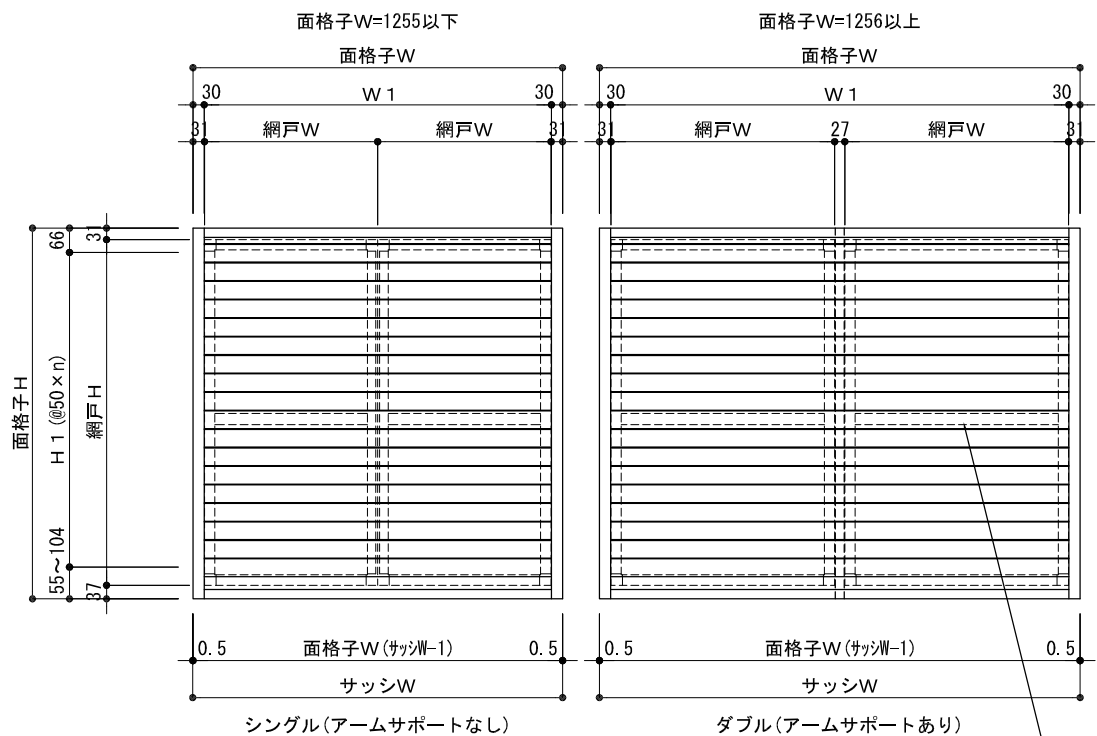 面格子W=1255以下
面格子W
30 W1 30
31 網戸W 網戸W 31
面格子W=1256以上
面格子W
30 W1 30
31 網戸W 27 網戸W 31
面格子H
66
H1(@50×n)
55~104
31
網戸H
37
0.5 面格子W(サッシW-1) 0.5
サッシW
シングル(アームサポートなし)
0.5 面格子W(サッシW-1) 0.5
サッシW
ダブル(アームサポートあり)